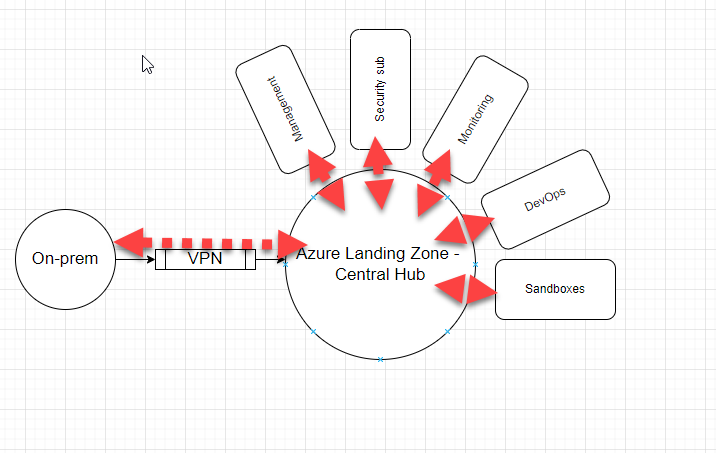 Management
Security sub
Monitoring
DevOps
On-prem
VPN
Azure Landing Zone -
Central Hub
Sandboxes